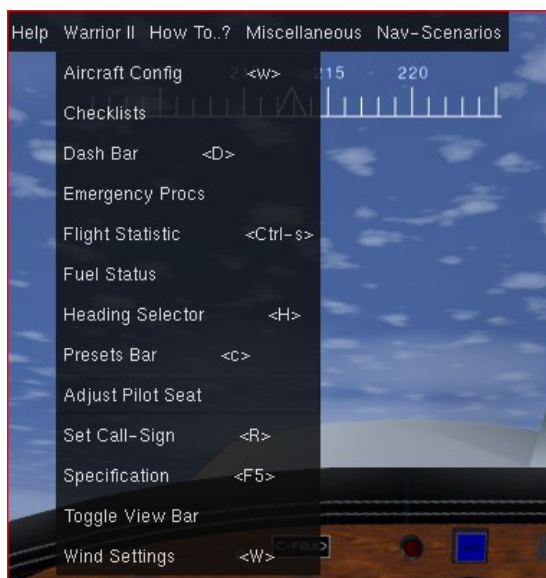 Help Warrior II How To..? Miscellaneous Nav-Scenarios
Aircraft Config <w>
215 220
Checklists
Dash Bar <D>
Emergency Procs
Flight Statistic <Ctrl-s>
Fuel Status
Heading Selector <H>
Presets Bar <c>
Adjust Pilot Seat
Set Call-Sign <R>
Specification <F5>
Toggle View Bar
Wind Settings <W>
C-FBJO